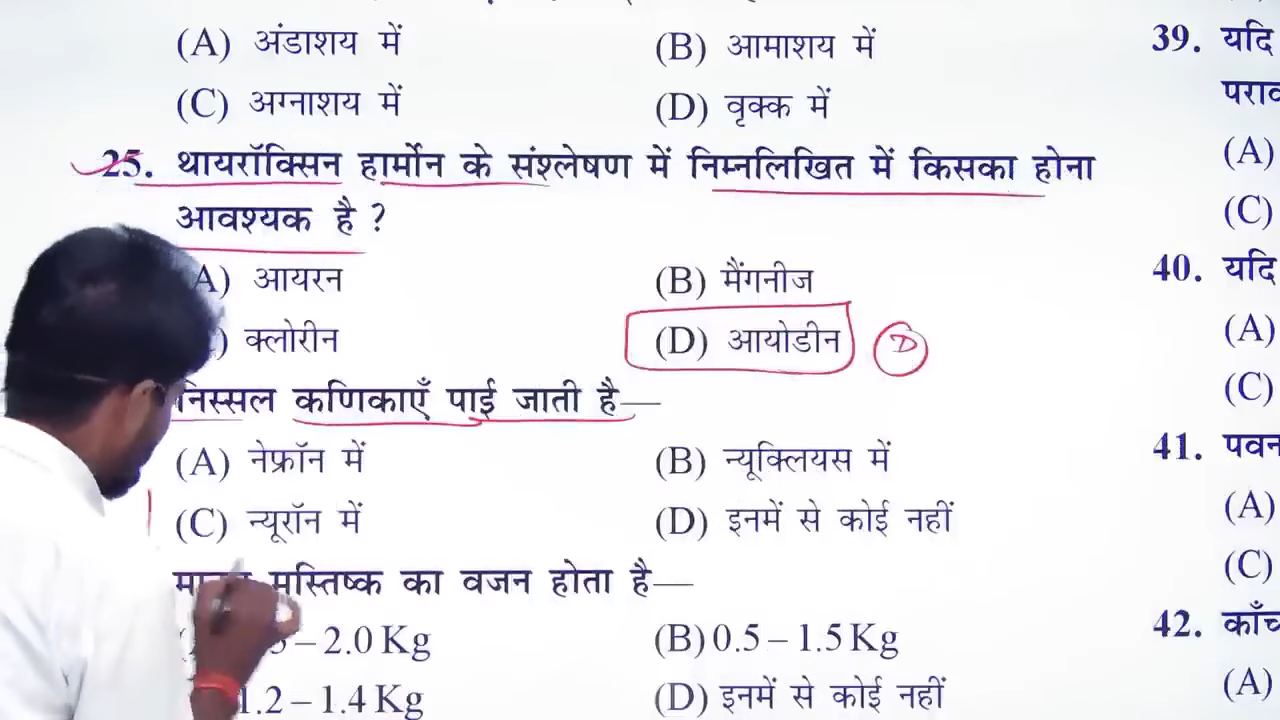 (A) अंडाशय में (B) आमाशय में
(C) अग्नाशय में (D) वृक्क में
25. थायरॉक्सिन हार्मोन के संश्लेषण में निम्नलिखित में किसका होना
आवश्यक है ?
A) आयरन (B) मैंगनीज
) क्लोरीन (D) आयोडीन D
निस्सल कणिकाएँ पाई जाती है—
(A) नेफ्रॉन में (B) न्यूक्लियस में
(C) न्यूरॉन में (D) इनमें से कोई नहीं
मस्तिष्क का वजन होता है—
– 2.0 Kg (B) 0.5 – 1.5 Kg
1.2 – 1.4 Kg (D) इनमें से कोई नहीं
39. यदि
(A)
(C)
40. यदि
(A)
(C)
41. पवन
(A)
(C)
42.
(A)